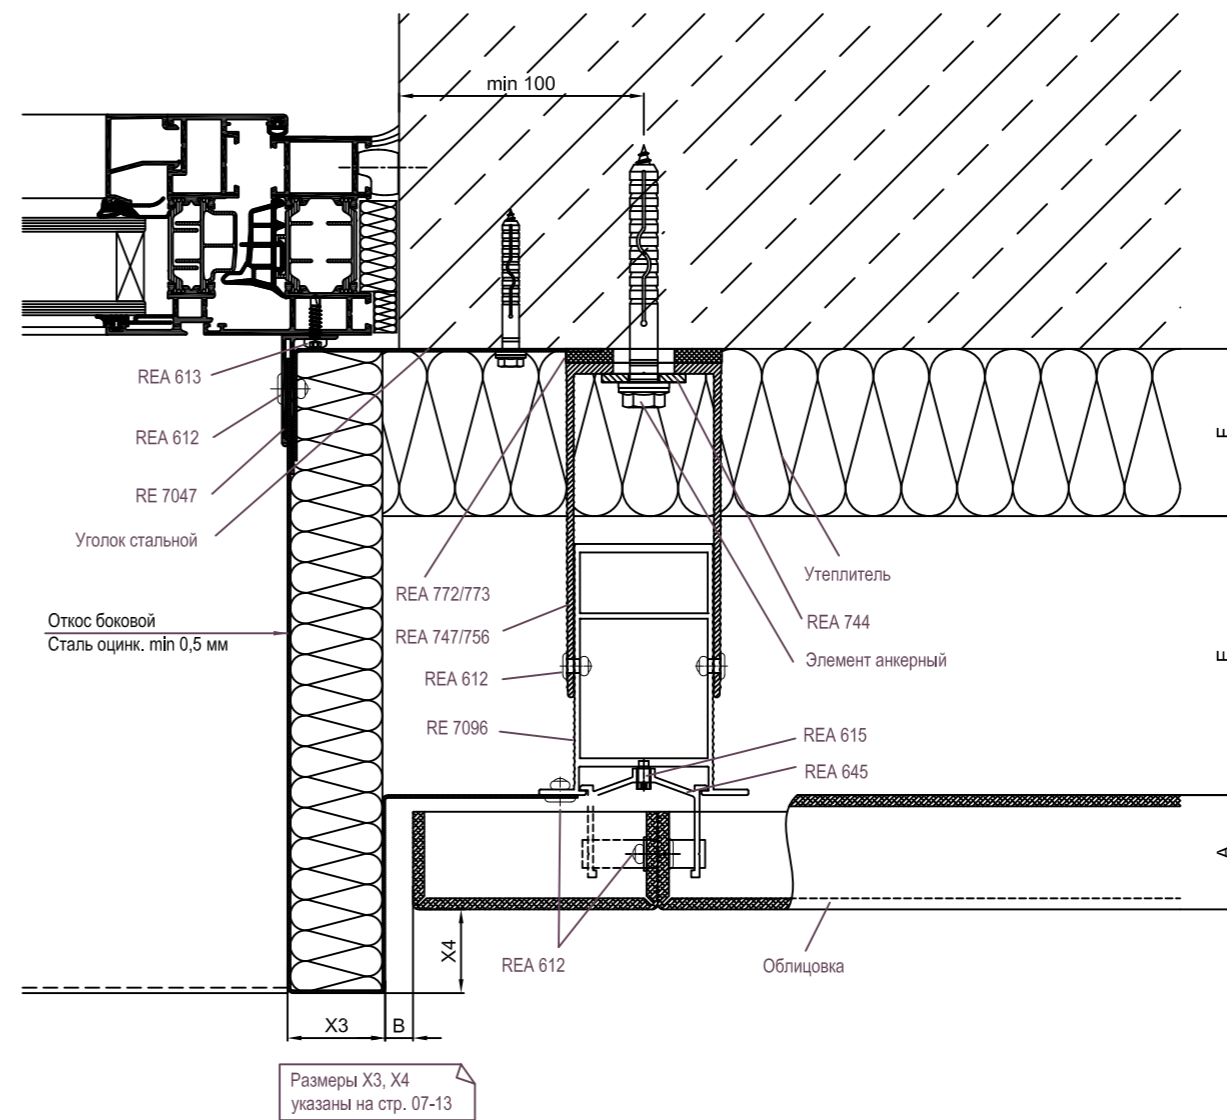 min 100
REA 613
REA 612
RE 7047
Уголок стальной
Откос боковой
Сталь оцинк. min 0,5 мм
REA 772/773
REA 747/756
REA 612
RE 7096
Утеплитель
REA 744
Элемент анкерный
REA 615
REA 645
REA 612
Облицовка
X4
X3
B
Размеры X3, X4
указаны на стр. 07-13